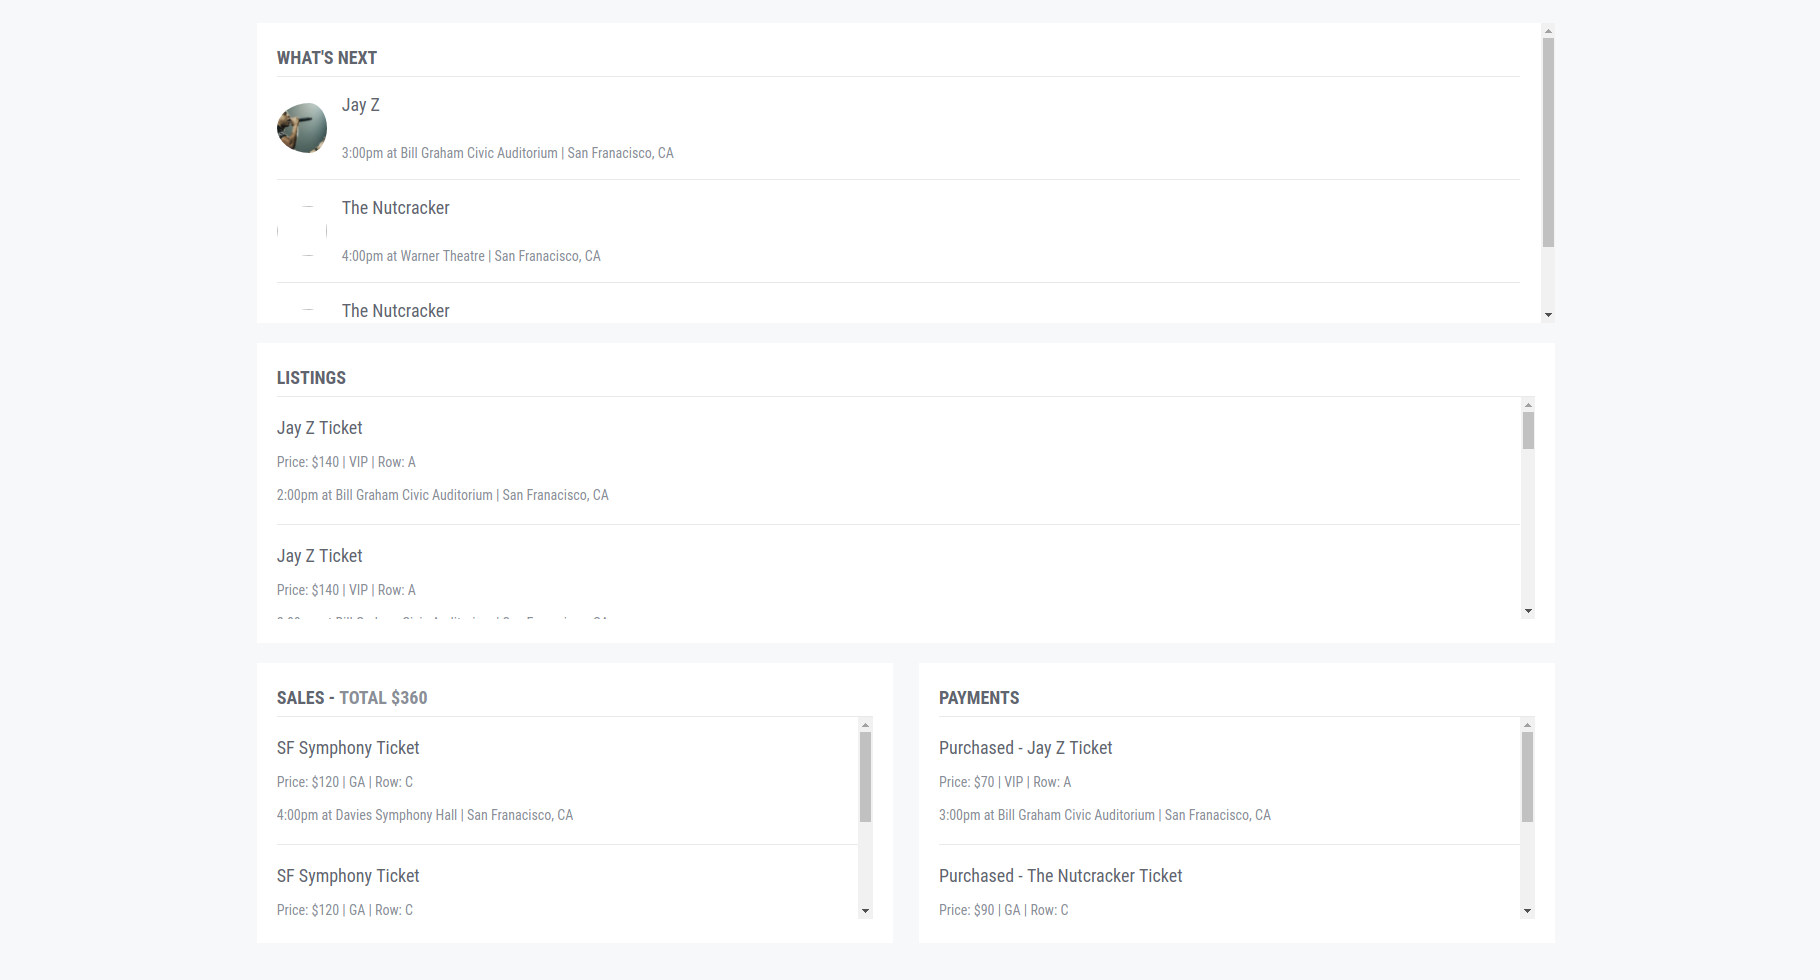 WHAT'S NEXT
Jay Z
3:00pm at Bill Graham Civic Auditorium | San Franacisco, CA
The Nutcracker
4:00pm at Warner Theatre | San Franacisco, CA
The Nutcracker
LISTINGS
Jay Z Ticket
Price: $140 | VIP | Row: A
2:00pm at Bill Graham Civic Auditorium | San Franacisco, CA
Jay Z Ticket
Price: $140 | VIP | Row: A
SALES - TOTAL $360
SF Symphony Ticket
Price: $120 | GA | Row: C
4:00pm at Davies Symphony Hall | San Franacisco, CA
SF Symphony Ticket
Price: $120 | GA | Row: C
PAYMENTS
Purchased - Jay Z Ticket
Price: $70 | VIP | Row: A
3:00pm at Bill Graham Civic Auditorium | San Franacisco, CA
Purchased - The Nutcracker Ticket
Price: $90 | GA | Row: C